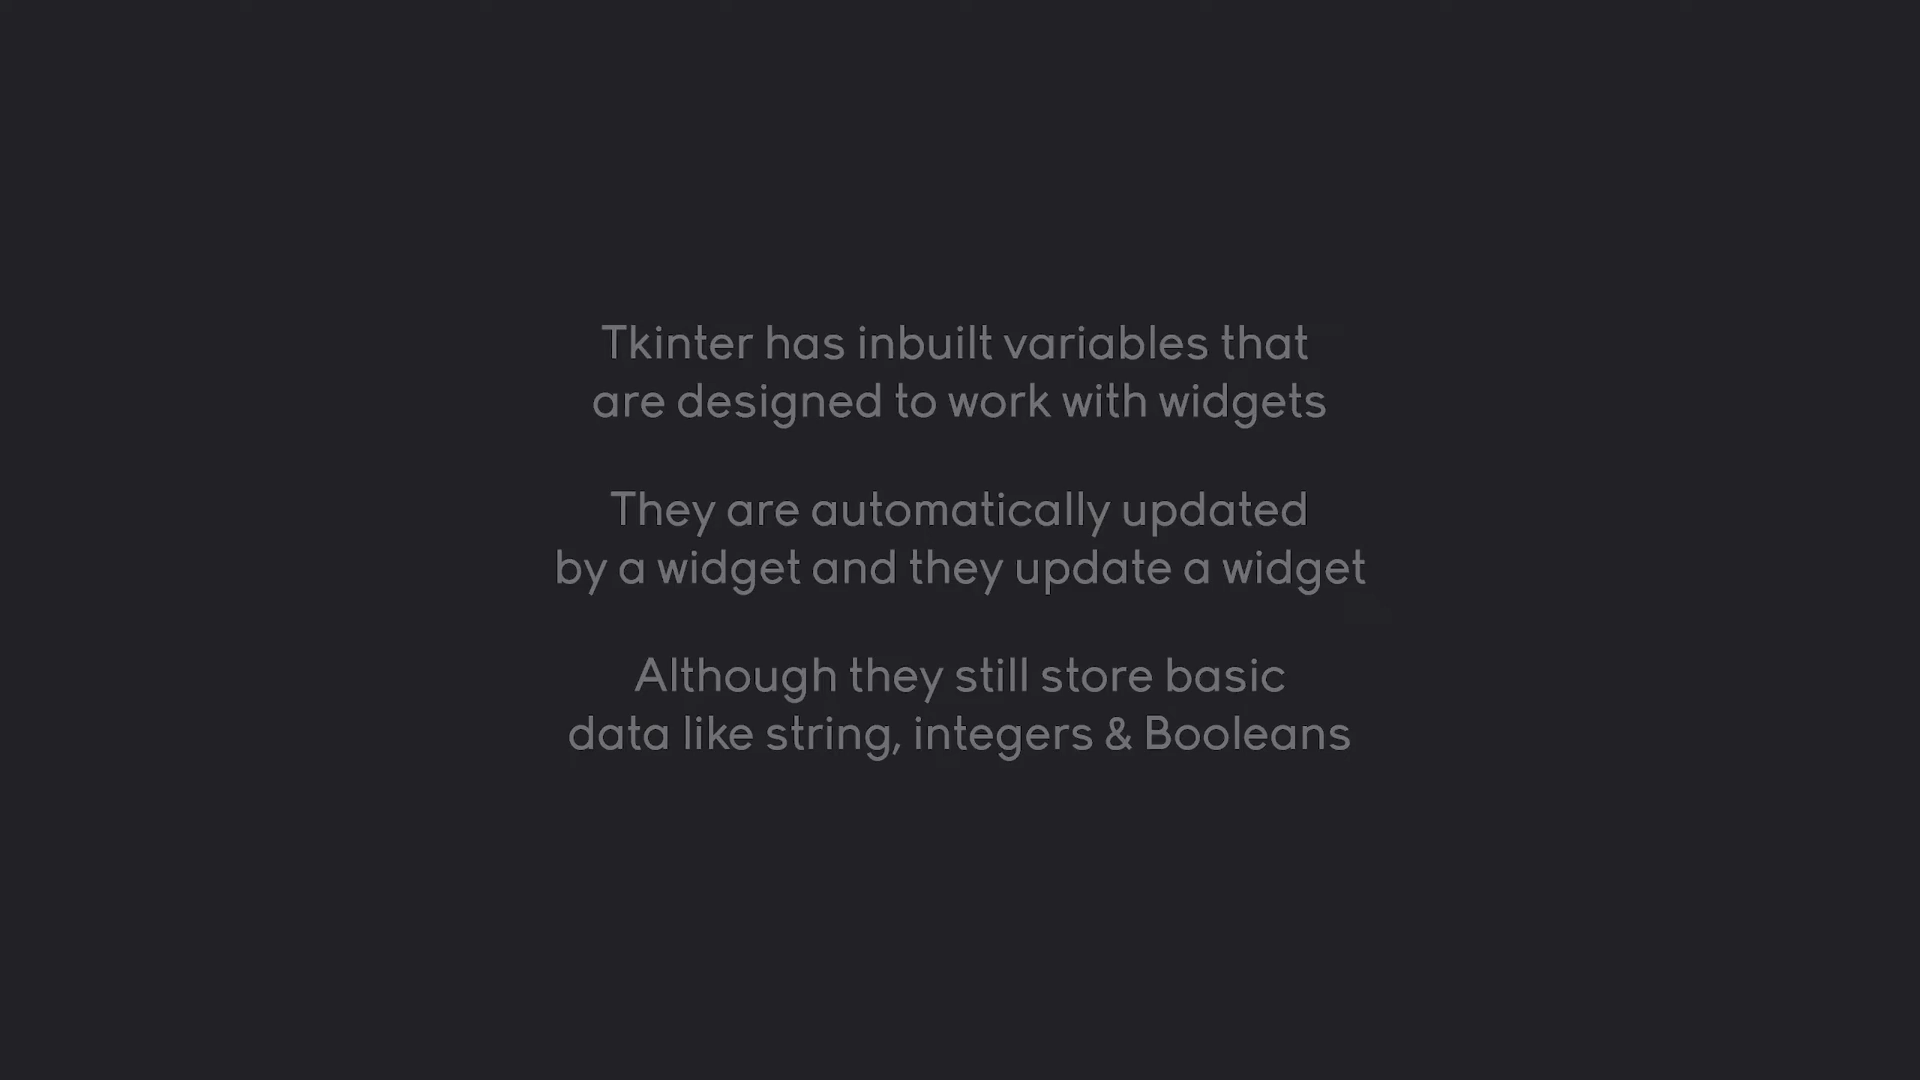 Tkinter has inbuilt variables that
are designed to work with widgets
They are automatically updated
by a widget and they update a widget
Although they still store basic
data like string, integers & Booleans